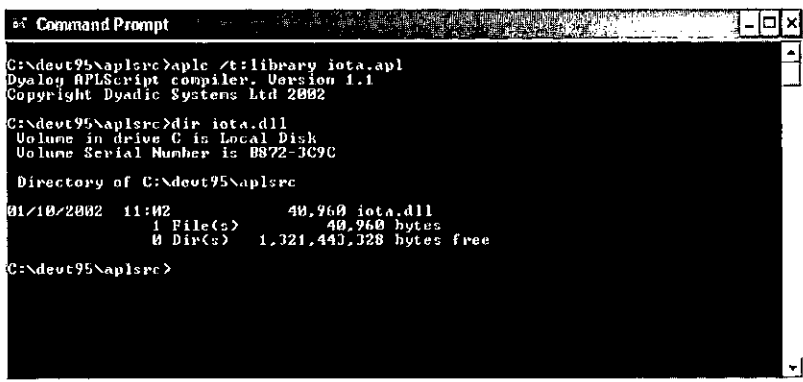 Command Prompt
C:\devt95\aplsrc>aplc /t:library iota.apl
Dyalog APLScript compiler. Version 1.1
Copyright Dyadic Systems Ltd 2002
C:\devt95\aplsrc>dir iota.dll
Volume in drive C is Local Disk
Volume Serial Number is B872-3C9C
Directory of C:\devt95\aplsrc
01/10/2002 11:02 40,960 iota.dll
1 File(s) 40,960 bytes
0 Dir(s) 1,321,443,328 bytes free
C:\devt95\aplsrc>